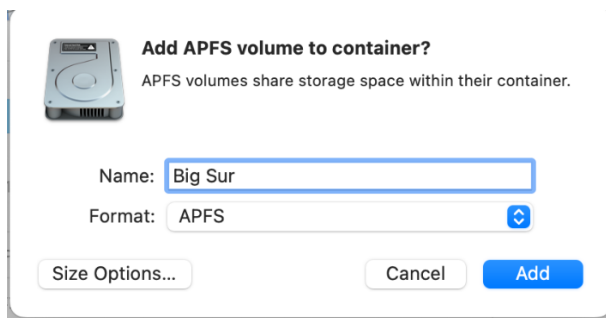 Add APFS volume to container?
APFS volumes share storage space within their container.
Name: Big Sur
Format: APFS
Size Options... Cancel Add